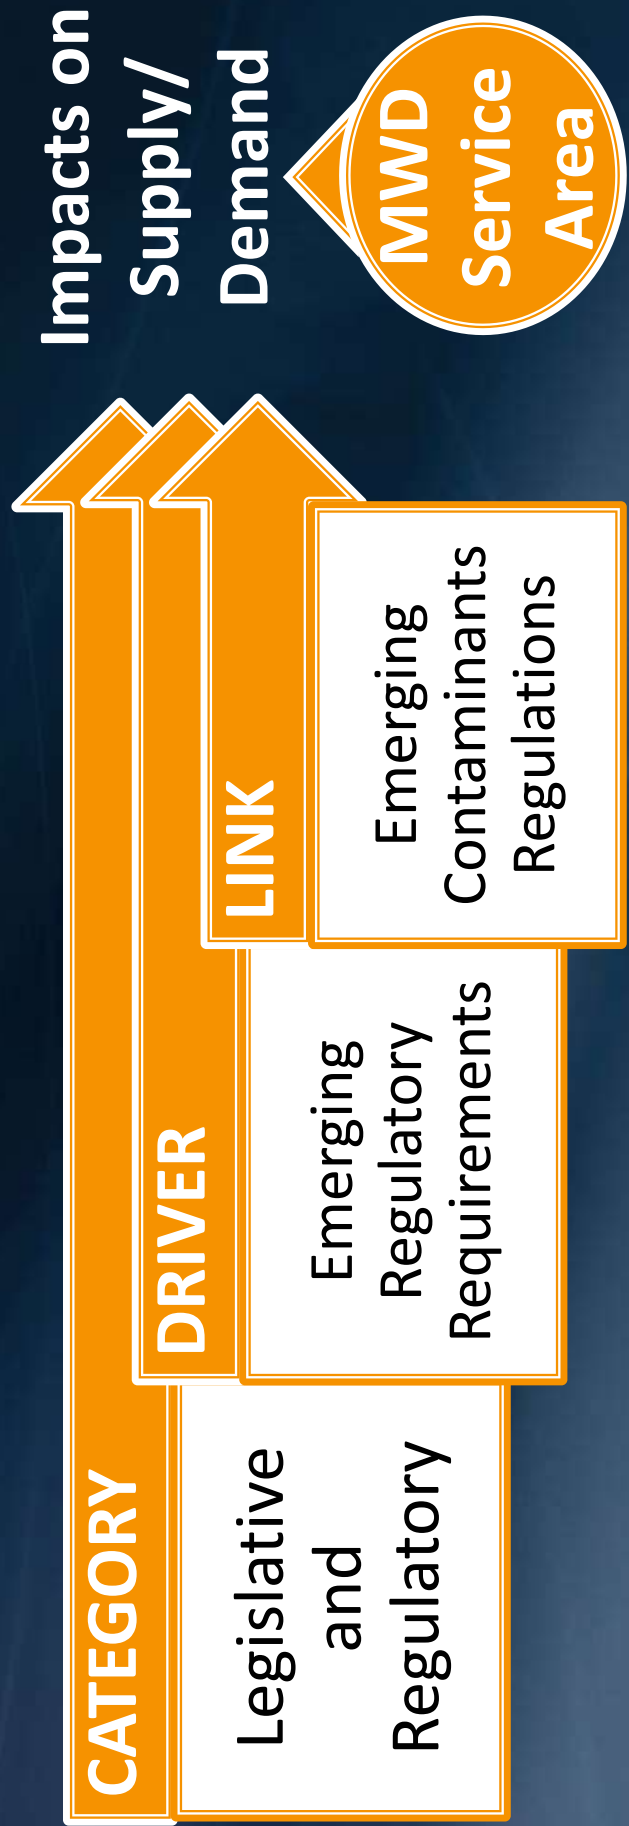 CATEGORY
Legislative
and
Regulatory
DRIVER
Emerging
Regulatory
Requirements
LINK
Emerging
Contaminants
Regulations
Impacts on
Supply/
Demand
MWD
Service
Area